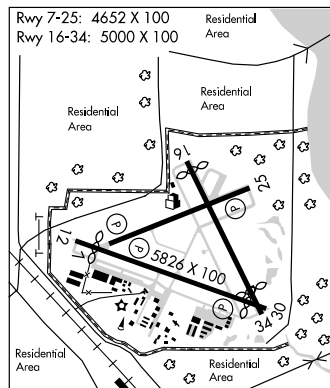 Rwy 7-25: 4652 X 100
Rwy 16-34: 5000 X 100
Residential
Area
Residential
Area
Residential
Area
16
25
P
P
12
7
5826 X 100
P
34
30
Residential
Area
Residential
Area